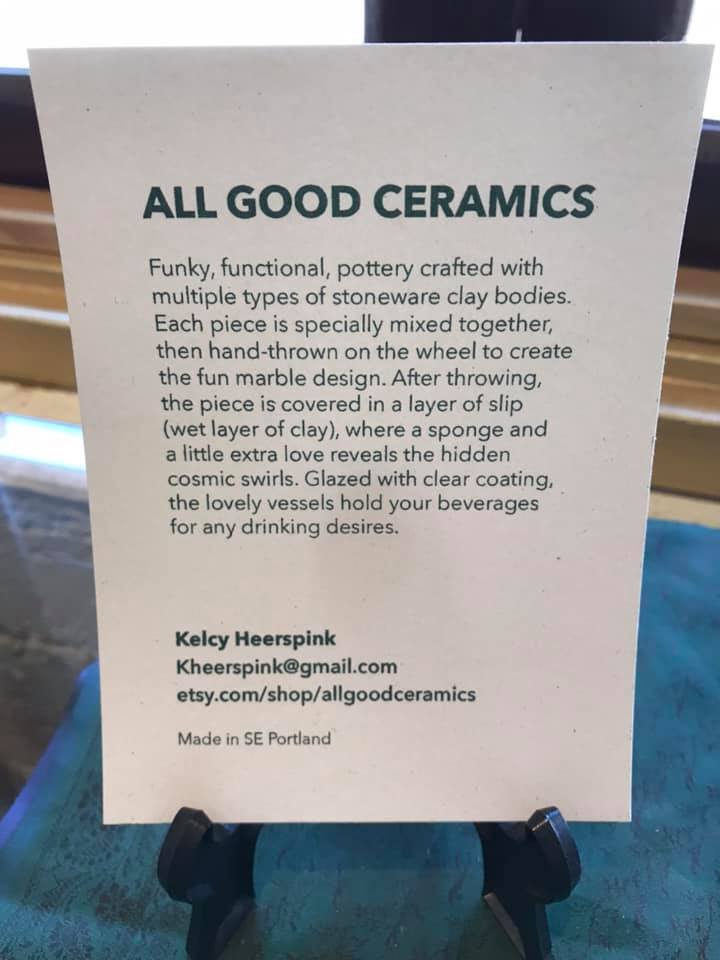 ALL GOOD CERAMICS
Funky, functional, pottery crafted with
multiple types of stoneware clay bodies.
Each piece is specially mixed together,
then hand-thrown on the wheel to create
the fun marble design. After throwing,
the piece is covered in a layer of slip
(wet layer of clay), where a sponge and
a little extra love reveals the hidden
cosmic swirls. Glazed with clear coating,
the lovely vessels hold your beverages
for any drinking desires.
Kelcy Heerspink
Kheerspink@gmail.com
etsy.com/shop/allgoodceramics
Made in SE Portland